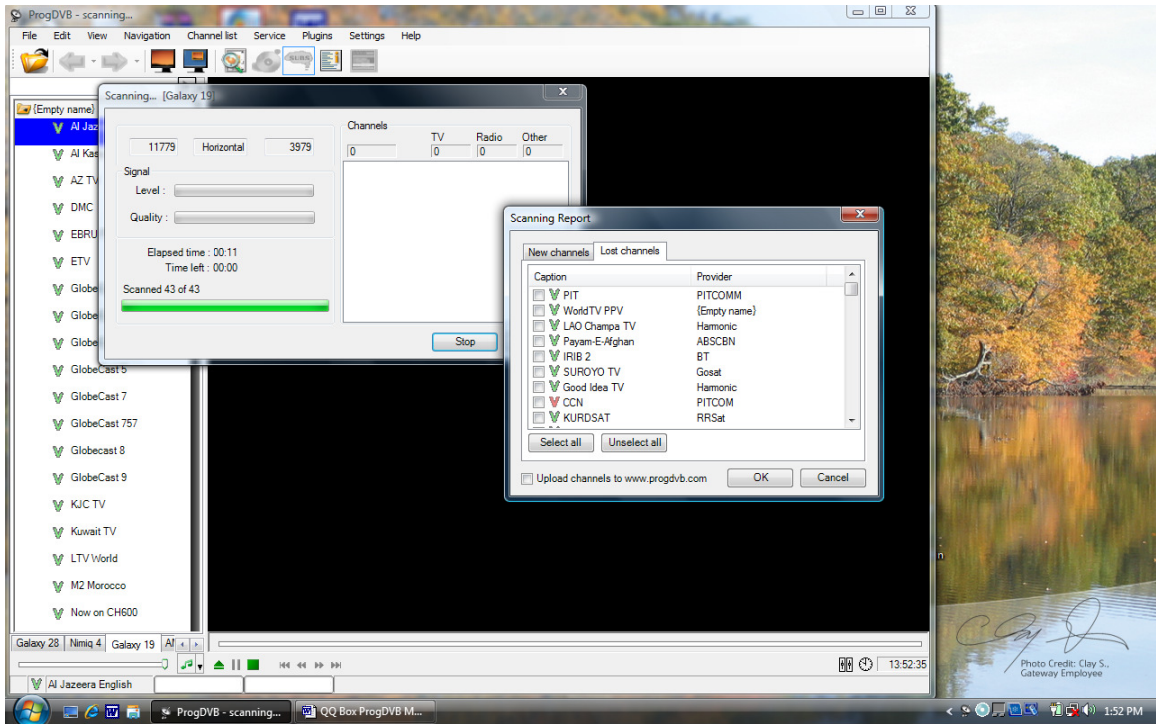 ProgDVB - scanning...
File Edit View Navigation Channel list Service Plugins Settings Help
SUBS
{Empty name}
Al Jaz
Al Kas
AZ TV
DMC
EBRU
ETV
Globe
Globe
Globe
GlobeCast 5
GlobeCast 7
GlobeCast 757
Globecast 8
GlobeCast 9
KJC TV
Kuwait TV
LTV World
M2 Morocco
Now on CH600
Galaxy 28 Nimiq 4 Galaxy 19
Al Jazeera English
13:52:35
Scanning... [Galaxy 19]
11779 Horizontal 3979
Signal
Level :
Quality :
Elapsed time : 00:11
Time left : 00:00
Scanned 43 of 43
Channels TV Radio Other
0 0 0 0
Stop
Scanning Report
New channels Lost channels
Caption Provider
PIT PITCOMM
WorldTV PPV {Empty name}
LAO Champa TV Harmonic
Payam-E-Afghan ABSCBN
IRIB 2 BT
SUROYO TV Gosat
Good Idea TV Harmonic
CCN PITCOM
KURDSAT RRSat
Select all Unselect all
Upload channels to www.progdvb.com OK Cancel
n
Photo Credit: Clay S.,
Gateway Employee
ProgDVB - scanning... QQ Box ProgDVB M... 1:52 PM